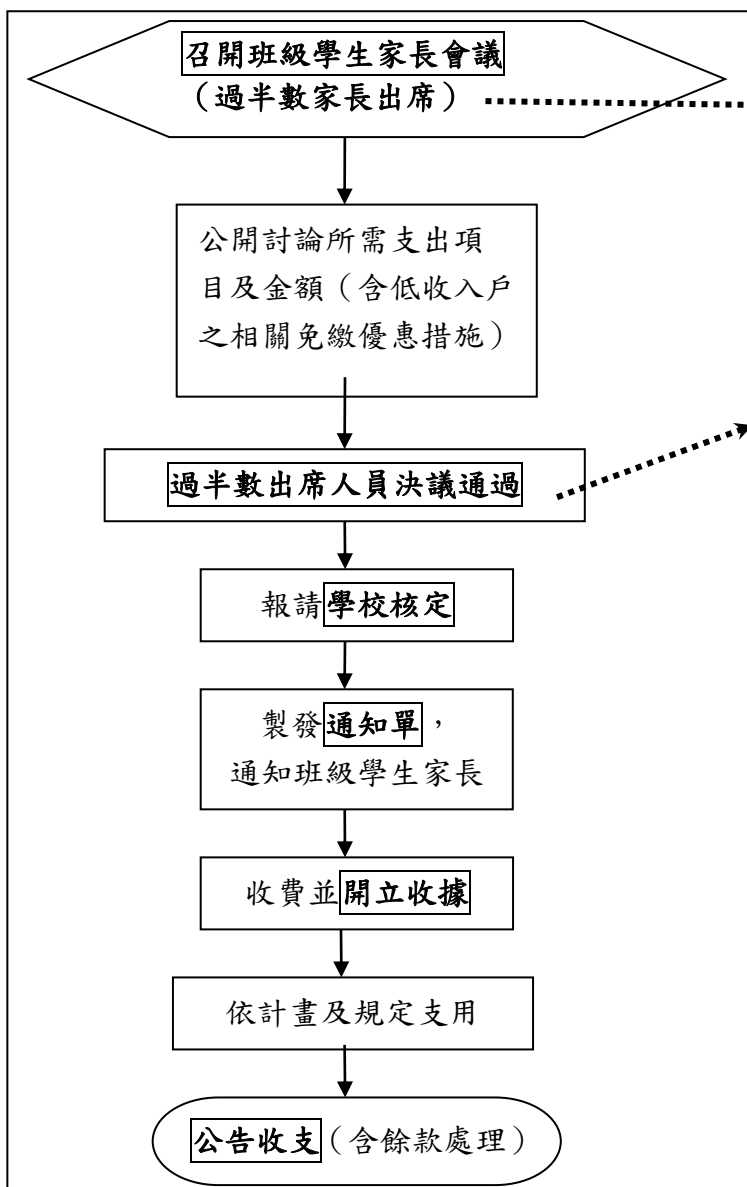 召開班級學生家長會議
（過半數家長出席）
公開討論所需支出項
目及金額（含低收入戶
之相關免繳優惠措施）
過半數出席人員決議通過
報請學校核定
製發通知單，
通知班級學生家長
收費並開立收據
依計畫及規定支用
公告收支（含餘款處理）